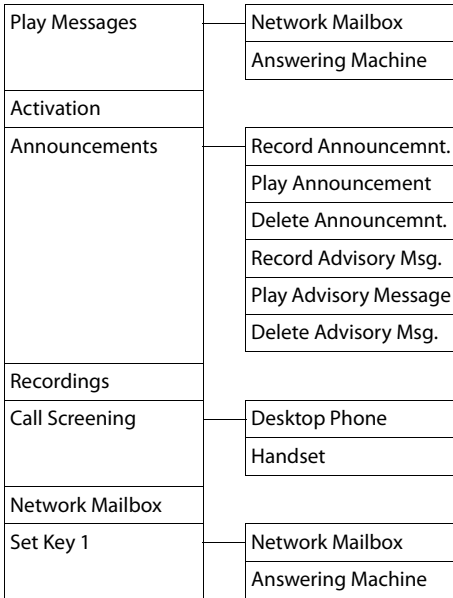 Play Messages
Network Mailbox
Answering Machine
Activation
Announcements
Record Announcemnt.
Play Announcement
Delete Announcemnt.
Record Advisory Msg.
Play Advisory Message
Delete Advisory Msg.
Recordings
Call Screening
Desktop Phone
Handset
Network Mailbox
Set Key 1
Network Mailbox
Answering Machine